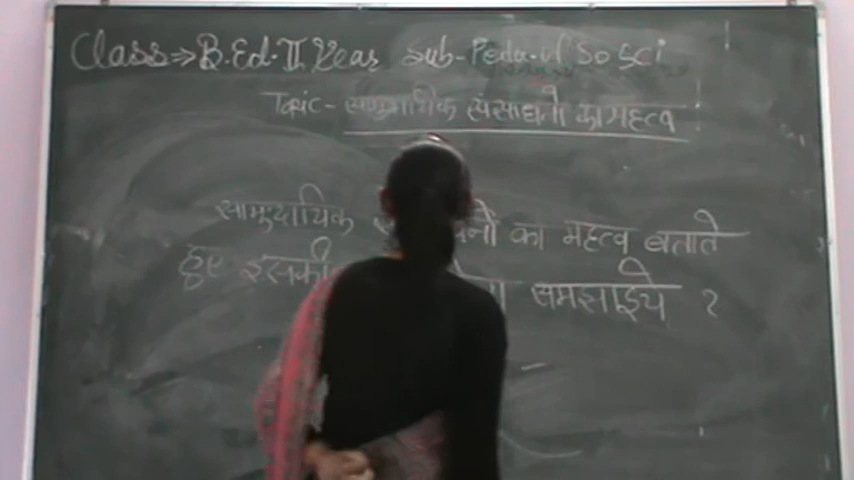 Class⇒B.Ed. II Year Sub-Peda. of So Sci
Topic- सामुदायिक संसाधनों का महत्व
सामुदायिक का महत्व बताते
हुए इसकी समझाइये ?